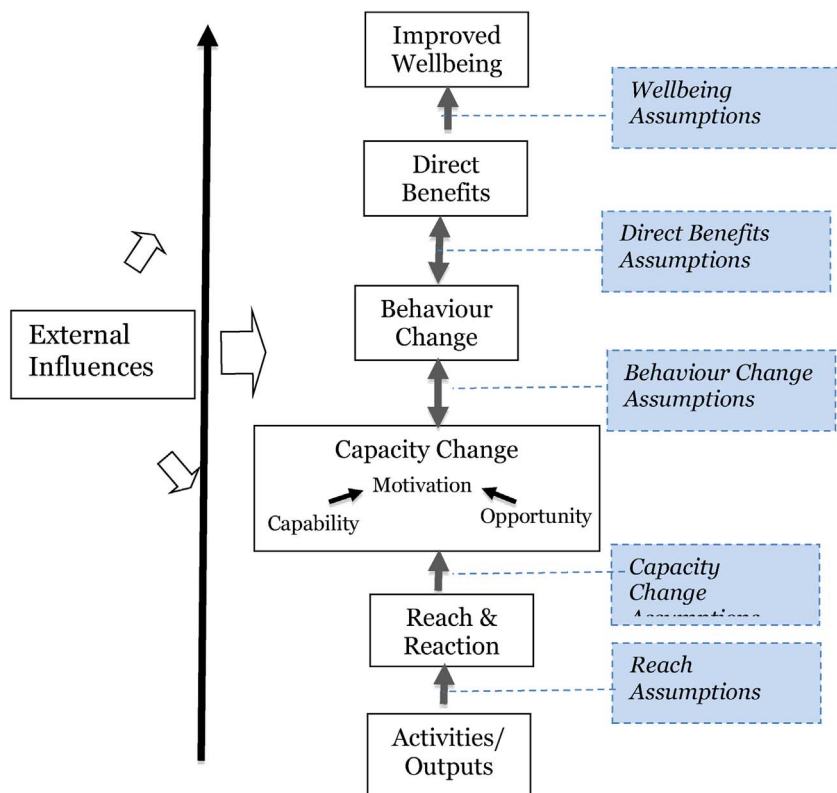 Improved
Wellbeing
Wellbeing
Assumptions
Direct
Benefits
Direct Benefits
Assumptions
External
Influences
Behaviour
Change
Behaviour Change
Assumptions
Capacity Change
Motivation
Capability
Opportunity
Capacity
Change
Assumptions
Reach &
Reaction
Reach
Assumptions
Activities/
Outputs